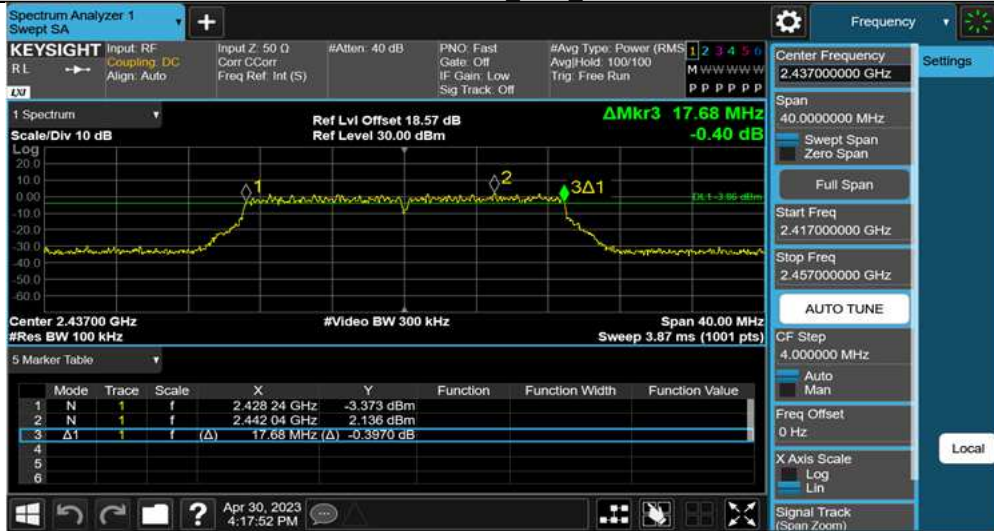 Spectrum Analyzer 1
Swept SA
Frequency
KEYSIGHT
RL
LXI
Input: RF
Coupling: DC
Align: Auto
Input Z: 50 Ω
Corr CCorr
Freq Ref: Int (S)
#Atten: 40 dB
PNO: Fast
Gate: Off
IF Gain: Low
Sig Track: Off
#Avg Type: Power (RMS
Avg|Hold: 100/100
Trig: Free Run
1 2 3 4 5 6
M W W W W W
P P P P P P
1 Spectrum
Scale/Div 10 dB
Ref Lvl Offset 18.57 dB
Ref Level 30.00 dBm
ΔMkr3 17.68 MHz
-0.40 dB
Log
20.0
10.0
0.00
-10.0
-20.0
-30.0
-40.0
-50.0
-60.0
1
2
3Δ1
DL1 -3.86 dBm
Center 2.43700 GHz
#Res BW 100 kHz
#Video BW 300 kHz
Span 40.00 MHz
Sweep 3.87 ms (1001 pts)
5 Marker Table
Mode Trace Scale X Y Function Function Width Function Value
1 N 1 f 2.428 24 GHz -3.373 dBm
2 N 1 f 2.442 04 GHz 2.136 dBm
3 Δ1 1 f (Δ) 17.68 MHz (Δ) -0.3970 dB
4
5
6
Apr 30, 2023
4:17:52 PM
Center Frequency
2.437000000 GHz
Span
40.0000000 MHz
Swept Span
Zero Span
Full Span
Start Freq
2.417000000 GHz
Stop Freq
2.457000000 GHz
AUTO TUNE
CF Step
4.000000 MHz
Auto
Man
Freq Offset
0 Hz
X Axis Scale
Log
Lin
Signal Track
(Span Zoom)
Settings
Local